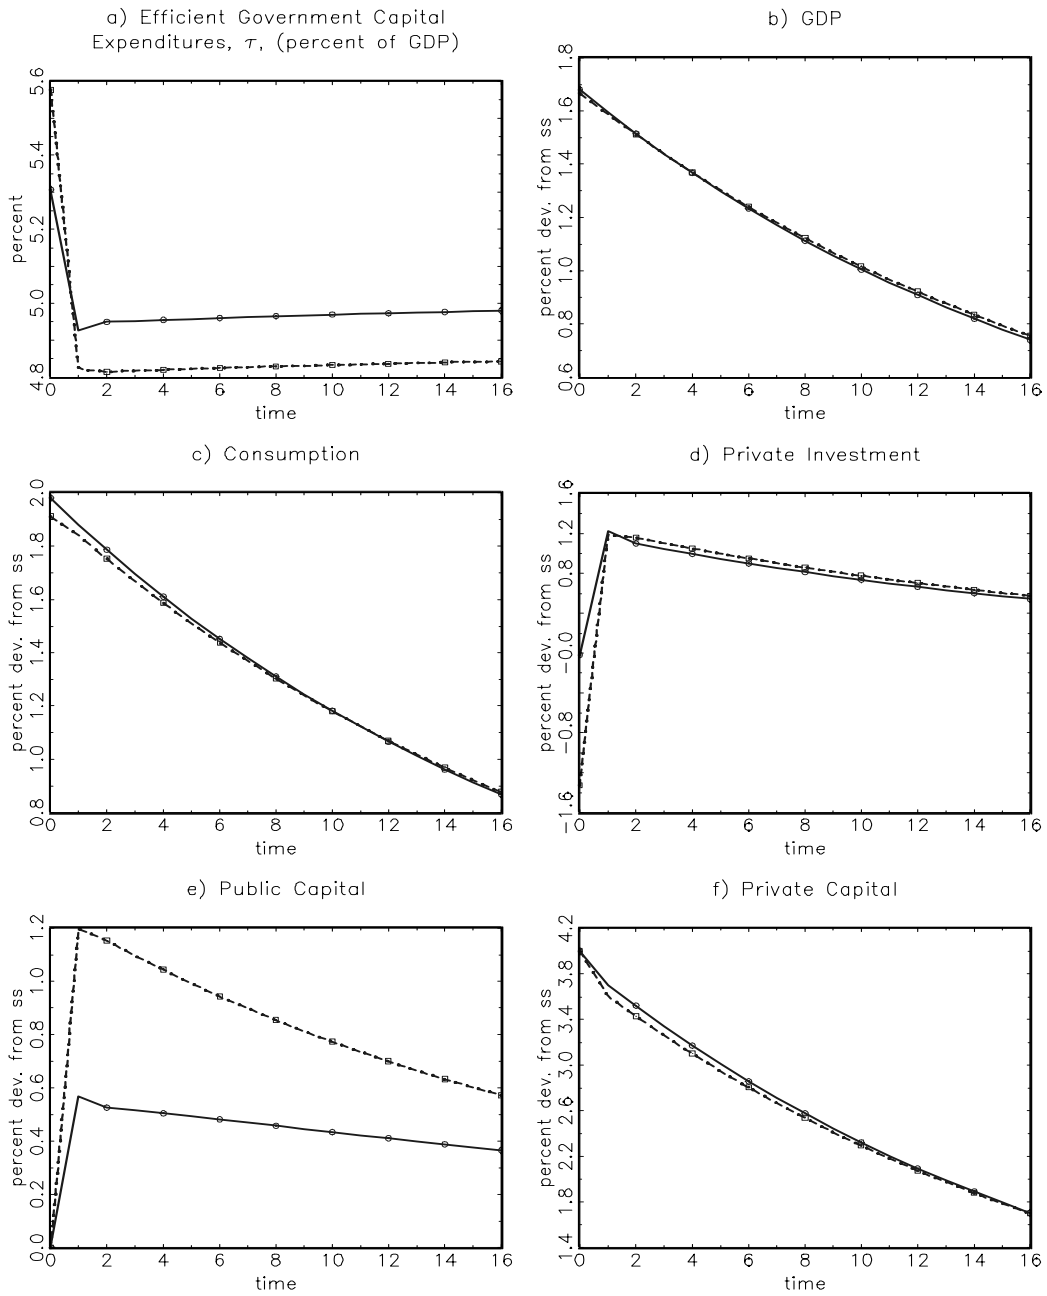 a) Efficient Government Capital
Expenditures, τ, (percent of GDP)
percent
5.6
5.4
5.2
5.0
4.8
0 2 4 6 8 10 12 14 16
time
b) GDP
percent dev. from ss
1.8
1.6
1.4
1.2
1.0
0.8
0.6
0 2 4 6 8 10 12 14 16
time
c) Consumption
percent dev. from ss
2.0
1.8
1.6
1.4
1.2
1.0
0.8
0 2 4 6 8 10 12 14 16
time
d) Private Investment
percent dev. from ss
1.6
1.2
0.8
-0.0
-0.8
-1.6
0 2 4 6 8 10 12 14 16
time
e) Public Capital
percent dev. from ss
1.2
1.0
0.8
0.6
0.4
0.2
0.0
0 2 4 6 8 10 12 14 16
time
f) Private Capital
percent dev. from ss
4.2
3.8
3.4
3.0
2.6
2.2
1.8
1.4
0 2 4 6 8 10 12 14 16
time